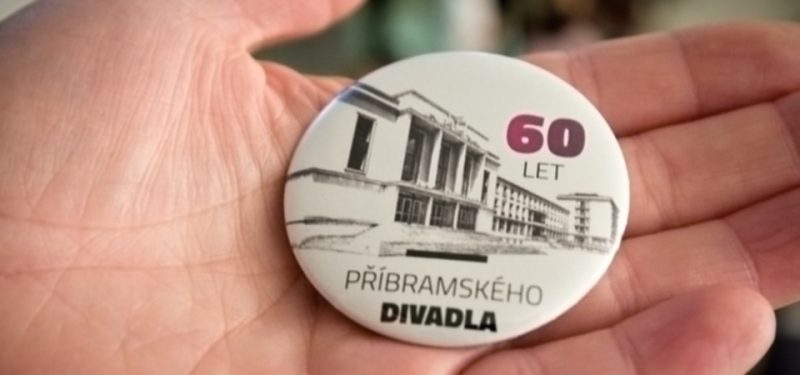 60
LET
PŘÍBRAMSKÉHO
DIVADLA